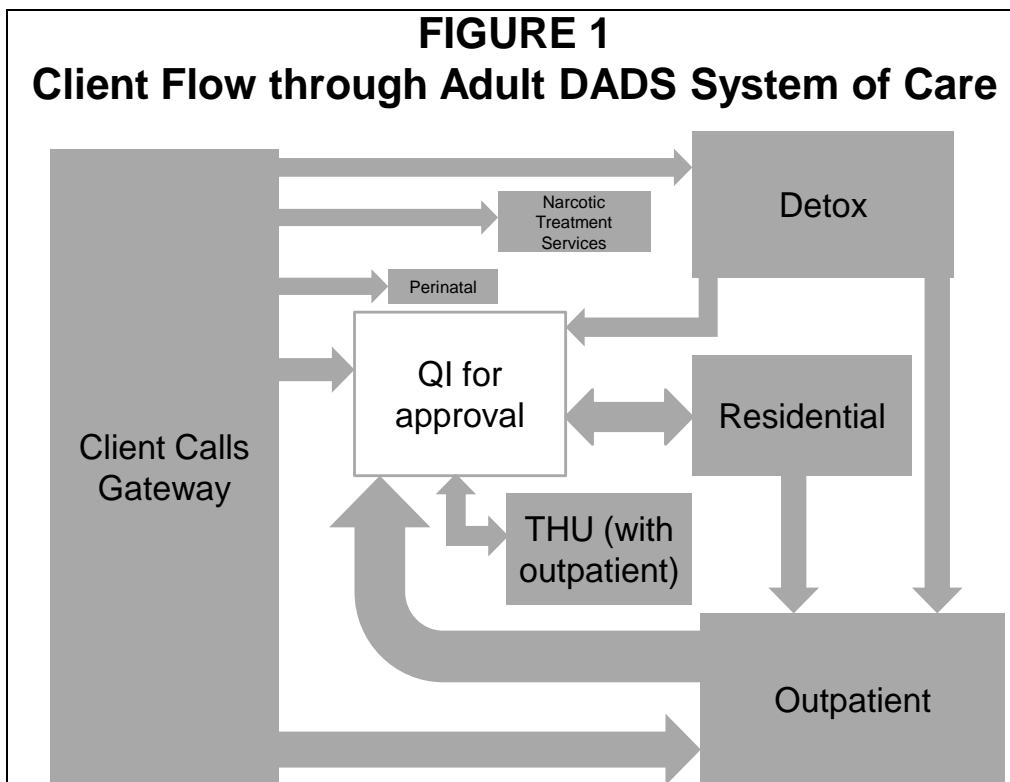 FIGURE 1
Client Flow through Adult DADS System of Care
Detox
Narcotic
Treatment
Services
Perinatal
QI for
approval
Residential
Client Calls
Gateway
THU (with
outpatient)
Outpatient